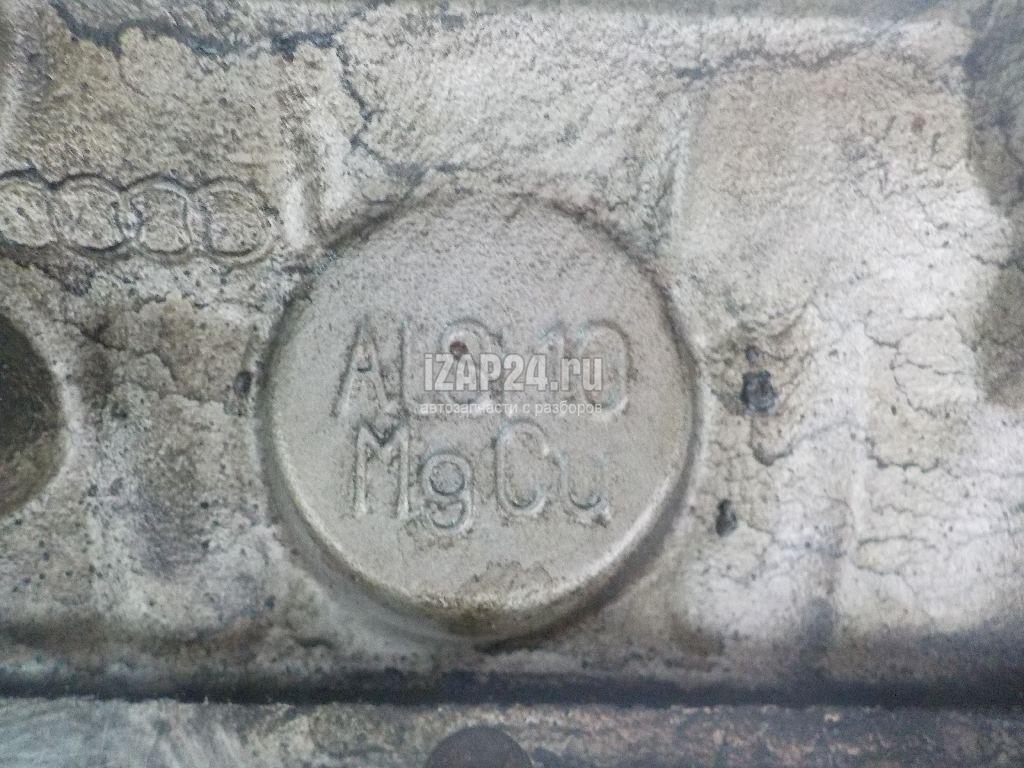 AlSi10
MgCu
iZAP24.ru
автозапчасти с разборов